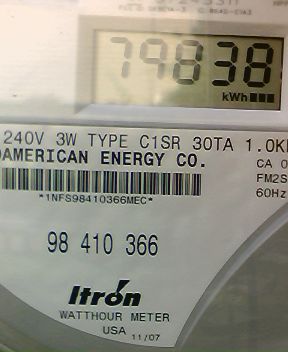 79838
kWh
240V 3W TYPE C1SR 30TA 1.0K
AMERICAN ENERGY CO.
CA 0
FM2S
60Hz
*1NFS98410366MEC*
98 410 366
Itron
WATTHOUR METER
USA 11/07